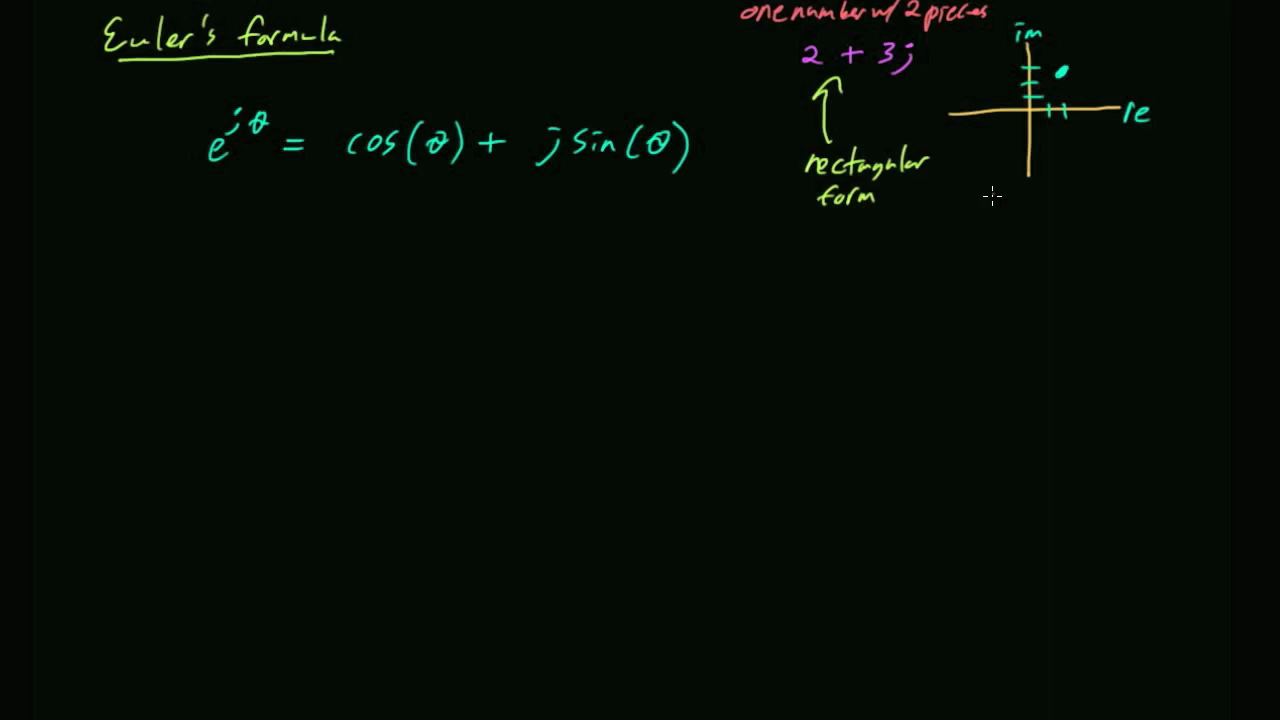 Euler's formula
e^{jθ} = cos(θ) + j sin(θ)
one number w/ 2 pieces
2 + 3j
rectangular
form
im
re